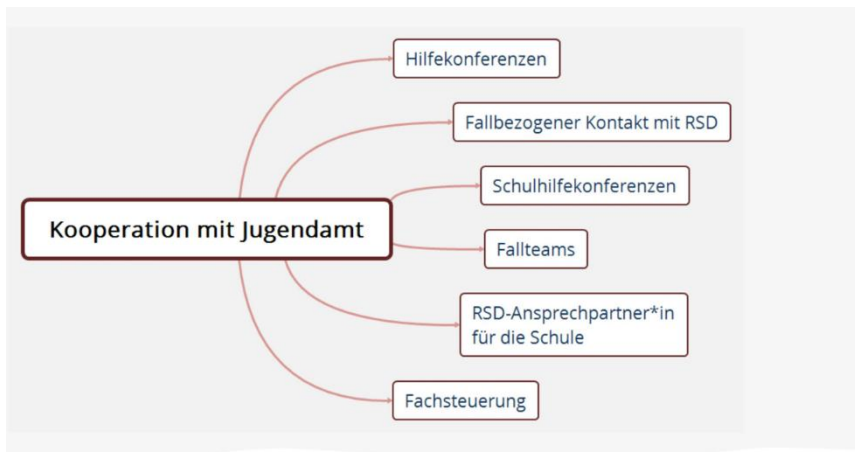 Hilfekonferenzen
Fallbezogener Kontakt mit RSD
Schulhilfekonferenzen
Kooperation mit Jugendamt
Fallteams
RSD-Ansprechpartner*in
für die Schule
Fachsteuerung